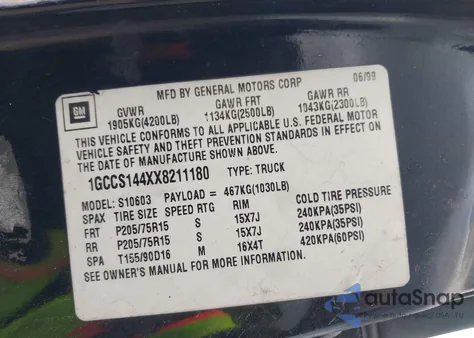 MFD BY GENERAL MOTORS CORP 06/99
GM GVWR GAWR FRT GAWR RR
1905KG(4200LB) 1134KG(2500LB) 1043KG(2300LB)
THIS VEHICLE CONFORMS TO ALL APPLICABLE U.S. FEDERAL MOTOR
VEHICLE SAFETY AND THEFT PREVENTION STANDARDS IN EFFECT ON
THE DATE OF MANUFACTURE SHOWN ABOVE.
1GCCS144XX8211180 TYPE: TRUCK
MODEL: S10603 PAYLOAD = 467KG(1030LB)
SPAX TIRE SIZE SPEED RTG RIM COLD TIRE PRESSURE
FRT P205/75R15 S 15X7J 240KPA(35PSI)
RR P205/75R15 S 15X7J 240KPA(35PSI)
SPA T155/90D16 M 16X4T 420KPA(60PSI)
SEE OWNER'S MANUAL FOR MORE INFORMATION.
autoSnap